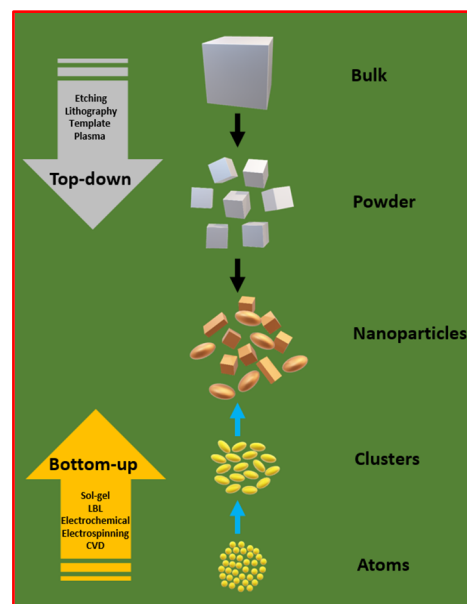 Etching
Lithography
Template
Plasma
Top-down
Bulk
Powder
Nanoparticles
Clusters
Atoms
Bottom-up
Sol-gel
LBL
Electrochemical
Electrospinning
CVD